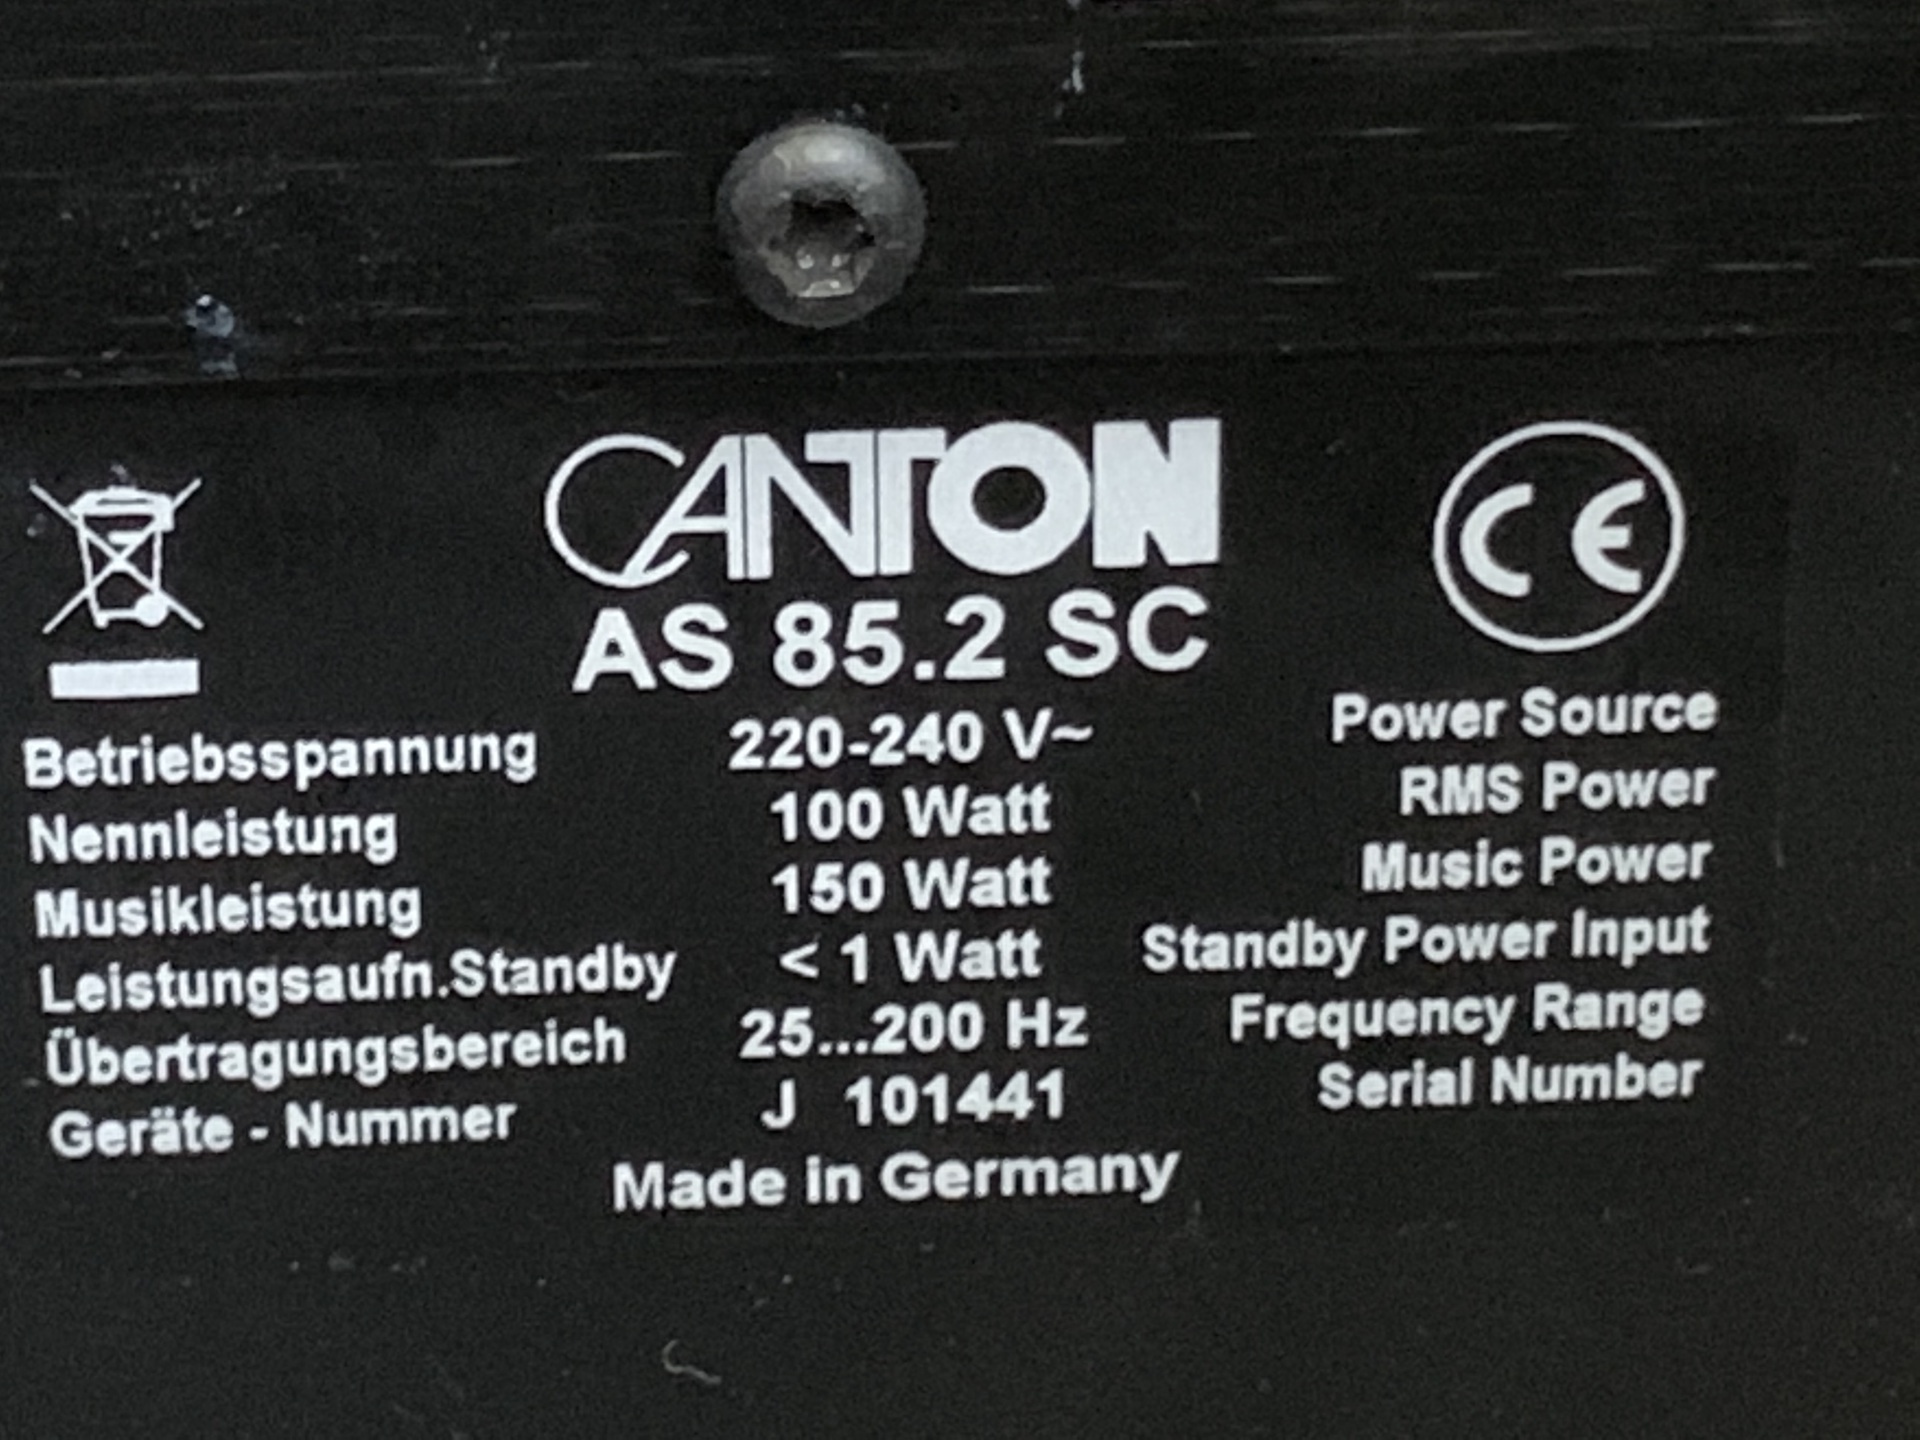 CANTON
CE
AS 85.2 SC
Betriebsspannung 220-240 V~ Power Source
Nennleistung 100 Watt RMS Power
Musikleistung 150 Watt Music Power
Leistungsaufn.Standby < 1 Watt Standby Power Input
Übertragungsbereich 25...200 Hz Frequency Range
Geräte - Nummer J 101441 Serial Number
Made in Germany